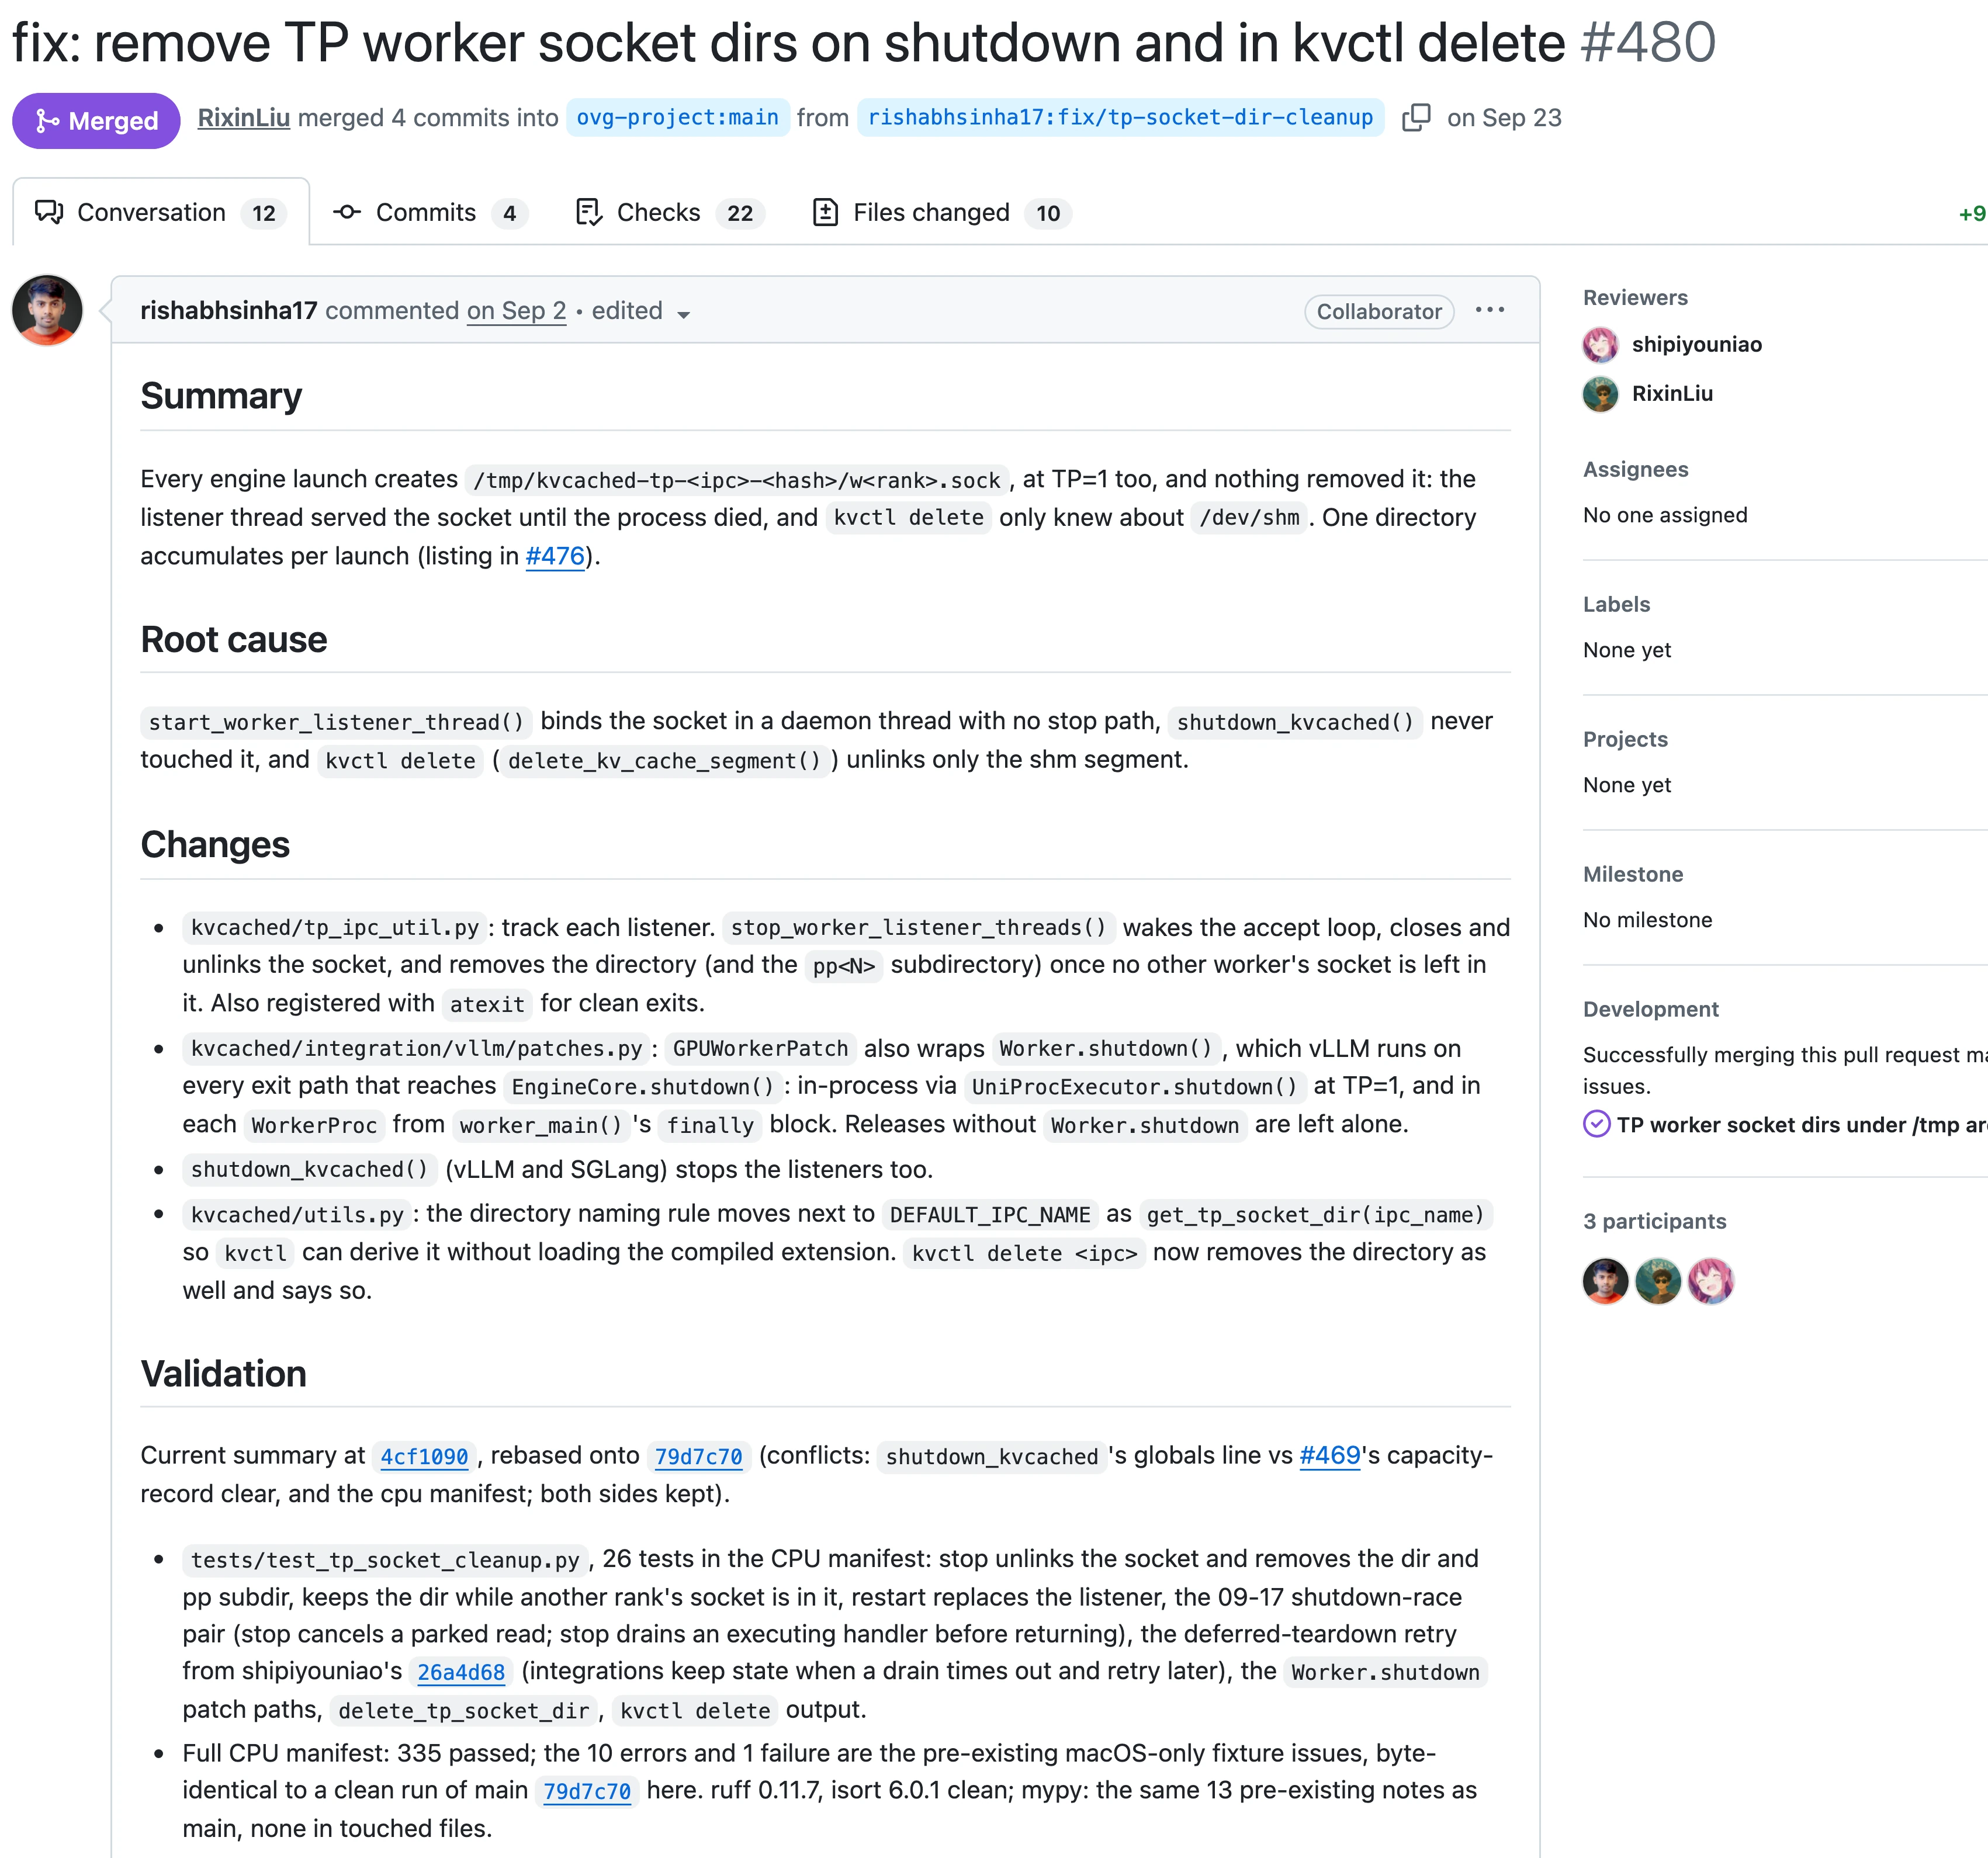 fix: remove TP worker socket dirs on shutdown and in kvctl delete #480
Merged
RixinLiu merged 4 commits into ovg-project:main from rishabhsinha17:fix/tp-socket-dir-cleanup on Sep 23
Conversation 12
Commits 4
Checks 22
Files changed 10
+9
rishabhsinha17 commented on Sep 2 • edited
Collaborator
Summary
Every engine launch creates /tmp/kvcached-tp-<ipc>-<hash>/w<rank>.sock , at TP=1 too, and nothing removed it: the
listener thread served the socket until the process died, and kvctl delete only knew about /dev/shm . One directory
accumulates per launch (listing in #476).
Root cause
start_worker_listener_thread() binds the socket in a daemon thread with no stop path, shutdown_kvcached() never
touched it, and kvctl delete ( delete_kv_cache_segment() ) unlinks only the shm segment.
Changes
• kvcached/tp_ipc_util.py : track each listener. stop_worker_listener_threads() wakes the accept loop, closes and
unlinks the socket, and removes the directory (and the pp<N> subdirectory) once no other worker's socket is left in
it. Also registered with atexit for clean exits.
• kvcached/integration/vllm/patches.py : GPUWorkerPatch also wraps Worker.shutdown() , which vLLM runs on
every exit path that reaches EngineCore.shutdown() : in-process via UniProcExecutor.shutdown() at TP=1, and in
each WorkerProc from worker_main() 's finally block. Releases without Worker.shutdown are left alone.
• shutdown_kvcached() (vLLM and SGLang) stops the listeners too.
• kvcached/utils.py : the directory naming rule moves next to DEFAULT_IPC_NAME as get_tp_socket_dir(ipc_name)
so kvctl can derive it without loading the compiled extension. kvctl delete <ipc> now removes the directory as
well and says so.
Validation
Current summary at 4cf1090 , rebased onto 79d7c70 (conflicts: shutdown_kvcached 's globals line vs #469's capacity-
record clear, and the cpu manifest; both sides kept).
• tests/test_tp_socket_cleanup.py , 26 tests in the CPU manifest: stop unlinks the socket and removes the dir and
pp subdir, keeps the dir while another rank's socket is in it, restart replaces the listener, the 09-17 shutdown-race
pair (stop cancels a parked read; stop drains an executing handler before returning), the deferred-teardown retry
from shipiyouniao's 26a4d68 (integrations keep state when a drain times out and retry later), the Worker.shutdown
patch paths, delete_tp_socket_dir , kvctl delete output.
• Full CPU manifest: 335 passed; the 10 errors and 1 failure are the pre-existing macOS-only fixture issues, byte-
identical to a clean run of main 79d7c70 here. ruff 0.11.7, isort 6.0.1 clean; mypy: the same 13 pre-existing notes as
main, none in touched files.
Reviewers
shipiyouniao
RixinLiu
Assignees
No one assigned
Labels
None yet
Projects
None yet
Milestone
No milestone
Development
Successfully merging this pull request ma
issues.
TP worker socket dirs under /tmp ar
3 participants